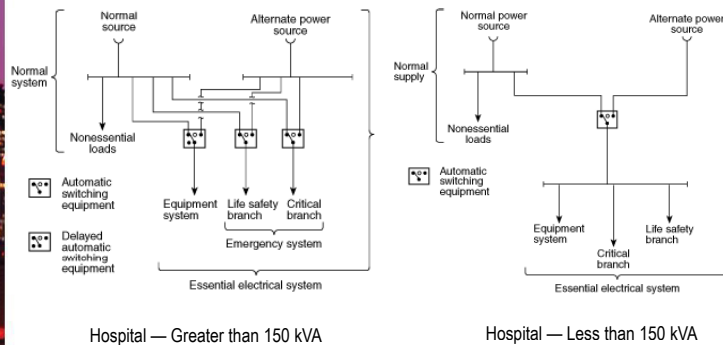 Normal
source
Alternate power
source
Normal
system
Nonessential
loads
Automatic
switching
equipment
Delayed
automatic
switching
equipment
Equipment
system
Life safety
branch
Critical
branch
Emergency system
Essential electrical system
Hospital — Greater than 150 kVA
Normal power
source
Alternate power
source
Normal
supply
Nonessential
loads
Automatic
switching
equipment
Equipment
system
Critical
branch
Life safety
branch
Essential electrical system
Hospital — Less than 150 kVA